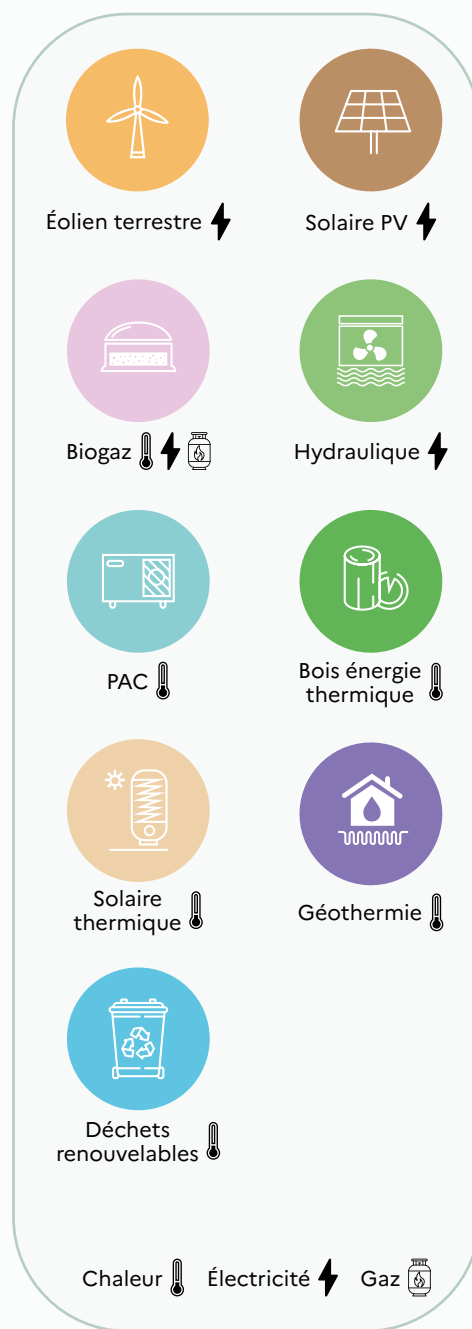 Éolien terrestre
Solaire PV
Biogaz
Hydraulique
PAC
Bois énergie
thermique
Solaire
thermique
Géothermie
Déchets
renouvelables
Chaleur
Électricité
Gaz